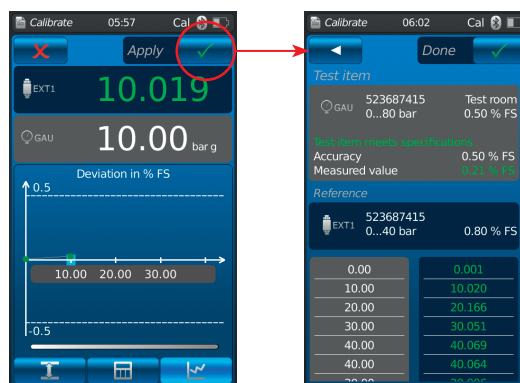 Calibrate 05:57 Cal
X Apply ✓
EXT1 10.019
GAU 10.00 bar g
Deviation in % FS
0.5
10.00 20.00 30.00
-0.5
Calibrate 06:02 Cal
Done ✓
Test item
GAU 523687415 Test room
0...80 bar 0.50 % FS
Test item meets specifications
Accuracy 0.50 % FS
Measured value 0.21 % FS
Reference
523687415
EXT1 0...40 bar 0.80 % FS
0.00 0.001
10.00 10.020
20.00 20.166
30.00 30.051
40.00 40.069
40.00 40.064